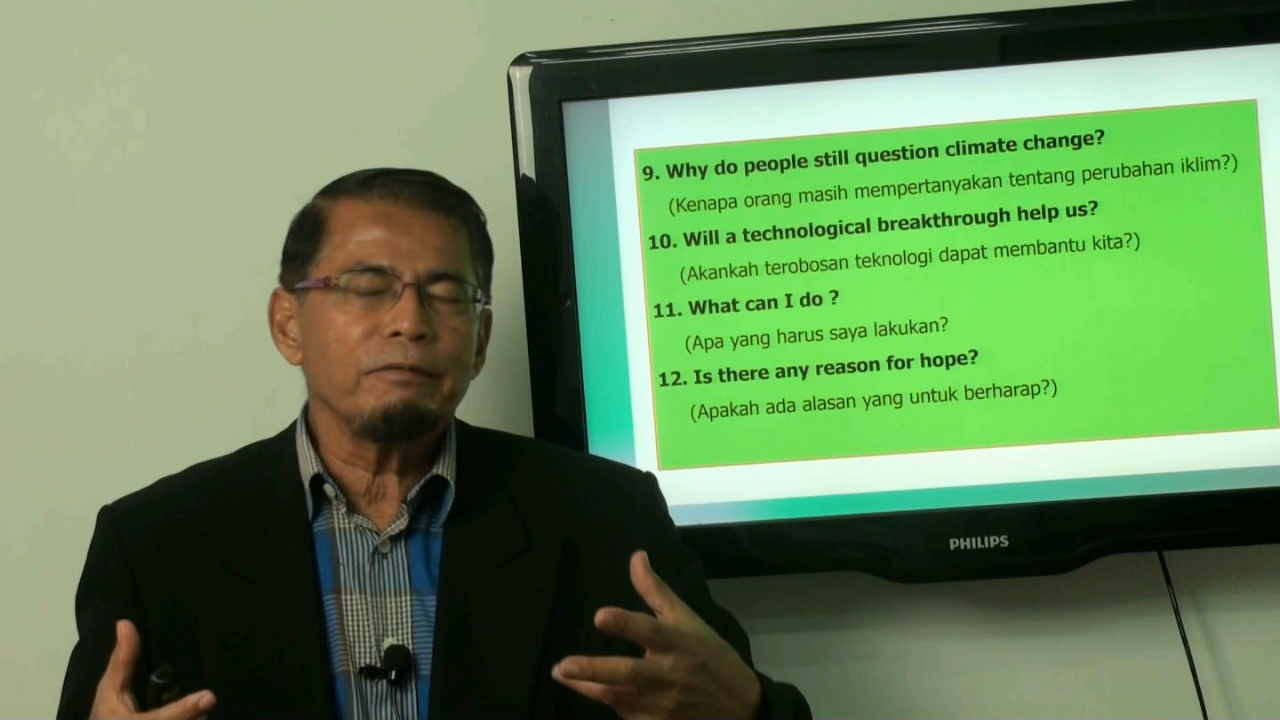 9. Why do people still question climate change?
(Kenapa orang masih mempertanyakan tentang perubahan iklim?)
10. Will a technological breakthrough help us?
(Akankah terobosan teknologi dapat membantu kita?)
11. What can I do ?
(Apa yang harus saya lakukan?
12. Is there any reason for hope?
(Apakah ada alasan yang untuk berharap?)
PHILIPS